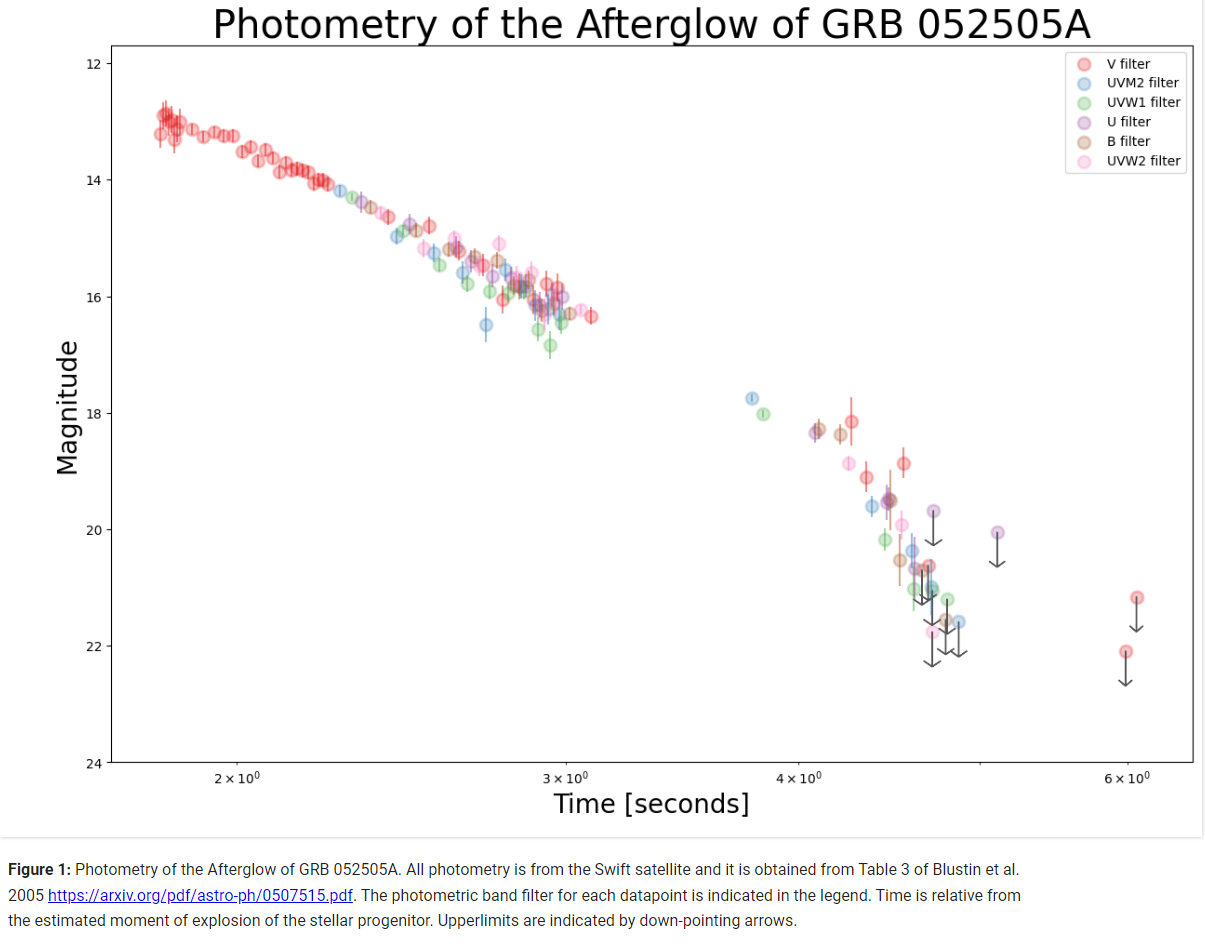 Photometry of the Afterglow of GRB 052505A
12
14
16
18
20
22
24
Magnitude
V filter
UVM2 filter
UVW1 filter
U filter
B filter
UVW2 filter
2 × 10⁰
3 × 10⁰
4 × 10⁰
6 × 10⁰
Time [seconds]
Figure 1: Photometry of the Afterglow of GRB 052505A. All photometry is from the Swift satellite and it is obtained from Table 3 of Blustin et al.
2005 https://arxiv.org/pdf/astro-ph/0507515.pdf. The photometric band filter for each datapoint is indicated in the legend. Time is relative from
the estimated moment of explosion of the stellar progenitor. Upperlimits are indicated by down-pointing arrows.